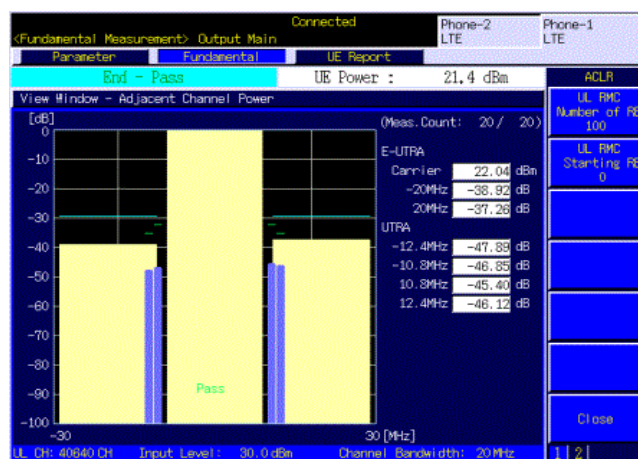 Connected
Phone-2
LTE
Phone-1
LTE
<Fundamental Measurement> Output Main
Parameter
Fundamental
UE Report
End - Pass
UE Power :
21.4 dBm
ACLR
View Window - Adjacent Channel Power
UL RMC
Number of RB
100
[dB]
(Meas.Count: 20/ 20)
UL RMC
Starting RB
0
E-UTRA
Carrier 22.04 dBm
-20MHz -38.92 dB
20MHz -37.26 dB
UTRA
-12.4MHz -47.89 dB
-10.8MHz -46.85 dB
10.8MHz -45.40 dB
12.4MHz -46.12 dB
0
-10
-20
-30
-40
-50
-60
-70
-80
-90
-100
Pass
-30
30 [MHz]
Close
UL CH: 40640 CH
Input Level: 30.0 dBm
Channel Bandwidth: 20 MHz
1 2